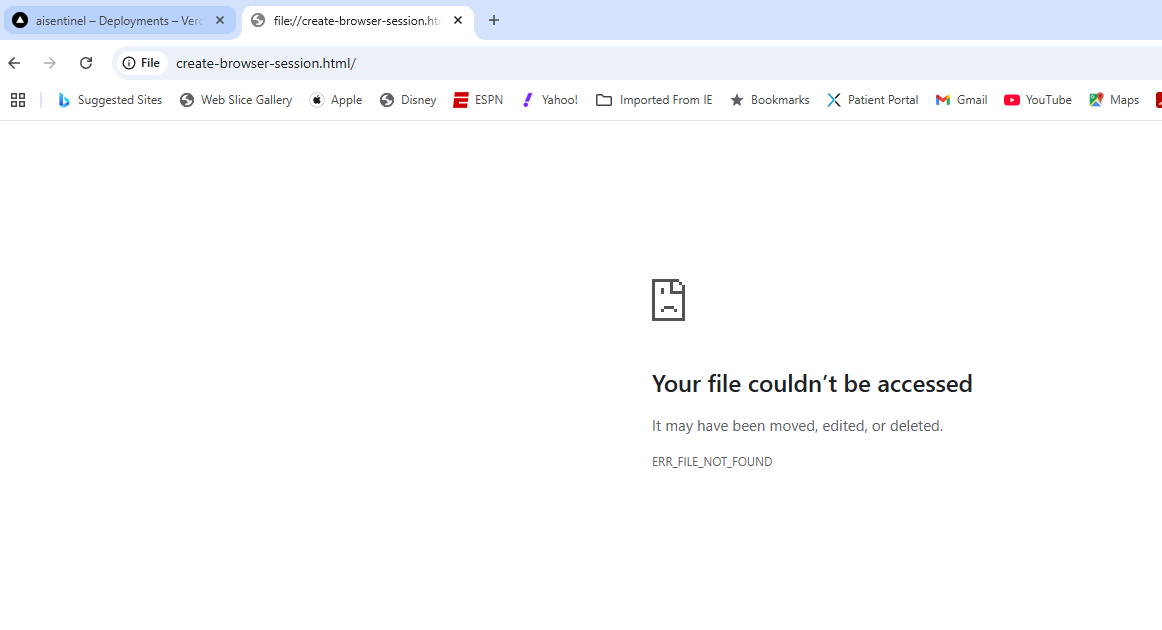 aisentinel – Deployments – Verc
file://create-browser-session.htm
File create-browser-session.html/
Suggested Sites Web Slice Gallery Apple Disney ESPN Yahoo! Imported From IE Bookmarks Patient Portal Gmail YouTube Maps
Your file couldn’t be accessed
It may have been moved, edited, or deleted.
ERR_FILE_NOT_FOUND